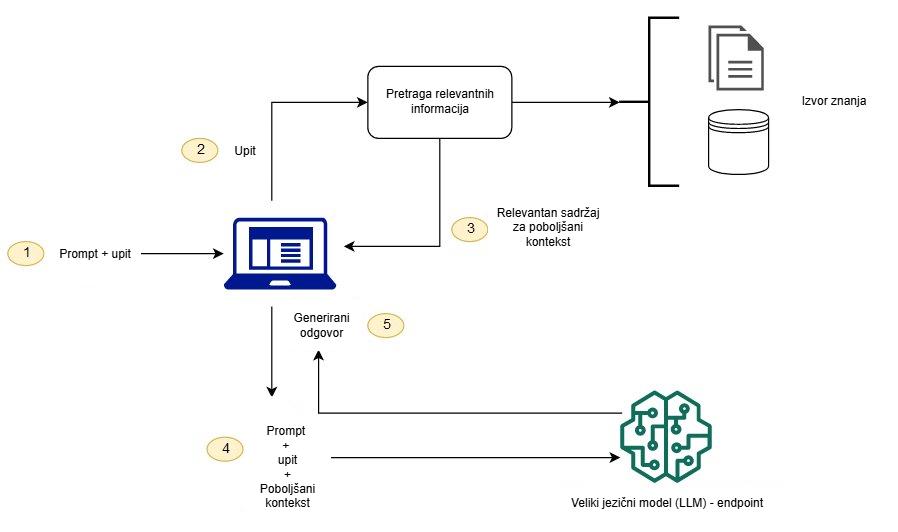 Pretraga relevantnih
informacija
Izvor znanja
2
Upit
3
Relevantan sadržaj
za poboljšani
kontekst
1
Prompt + upit
Generirani
odgovor
5
4
Prompt
+
upit
+
Poboljšani
kontekst
Veliki jezični model (LLM) - endpoint